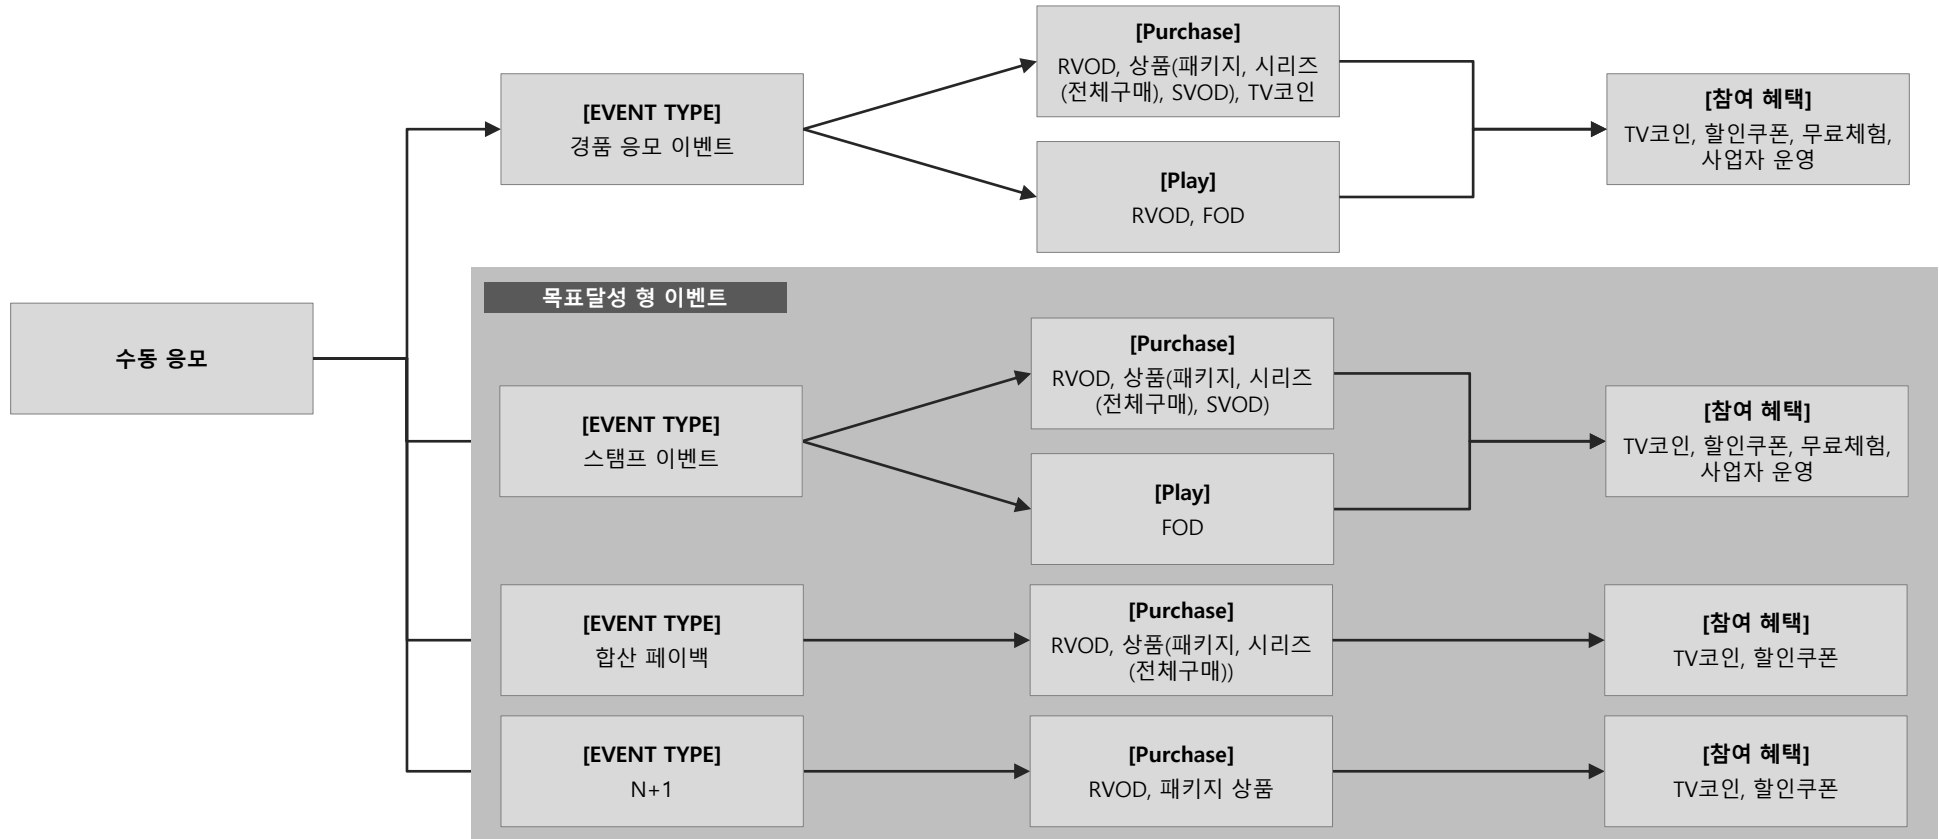 수동 응모
[EVENT TYPE]
경품 응모 이벤트
[Purchase]
RVOD, 상품(패키지, 시리즈
(전체구매), SVOD), TV코인
[Play]
RVOD, FOD
[참여 혜택]
TV코인, 할인쿠폰, 무료체험,
사업자 운영
목표달성 형 이벤트
[EVENT TYPE]
스탬프 이벤트
[Purchase]
RVOD, 상품(패키지, 시리즈
(전체구매), SVOD)
[Play]
FOD
[참여 혜택]
TV코인, 할인쿠폰, 무료체험,
사업자 운영
[EVENT TYPE]
합산 페이백
[Purchase]
RVOD, 상품(패키지, 시리즈
(전체구매))
[참여 혜택]
TV코인, 할인쿠폰
[EVENT TYPE]
N+1
[Purchase]
RVOD, 패키지 상품
[참여 혜택]
TV코인, 할인쿠폰